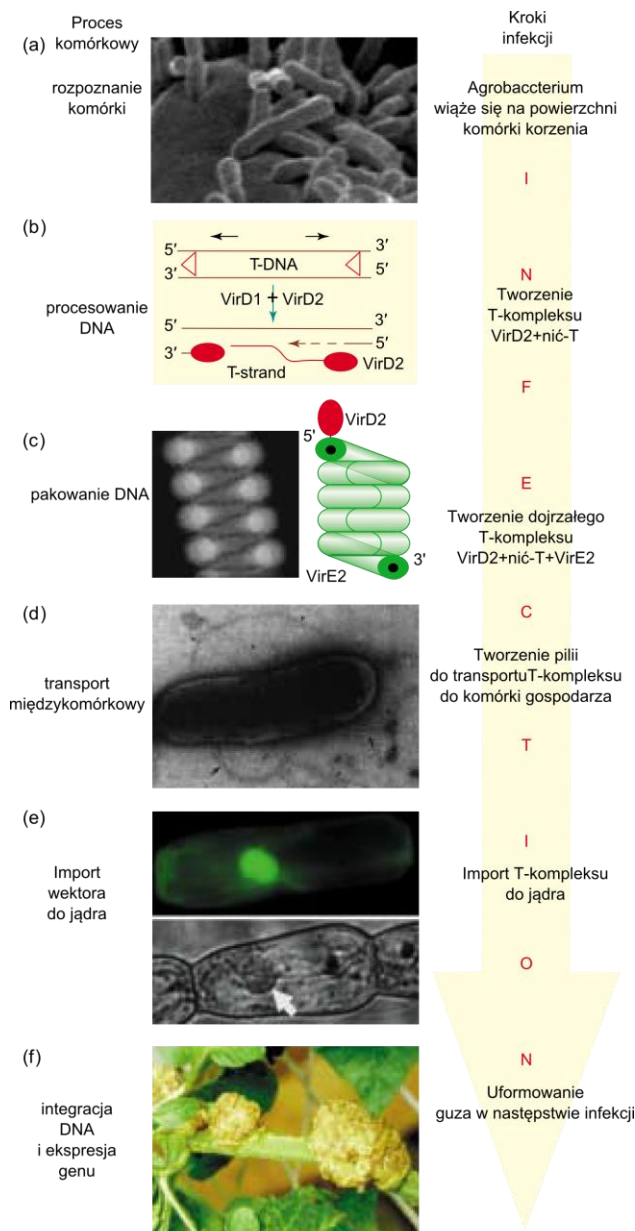 Proces
komórkowy
Kroki
infekcji
(a)
rozpoznanie
komórki
Agrobaccterium
wiąże się na powierzchni
komórki korzenia
I
(b)
5′
3′
T-DNA
3′
5′
VirD1 + VirD2
5′
3′
5′
3′
VirD2
T-strand
procesowanie
DNA
N
Tworzenie
T-kompleksu
VirD2+nić-T
F
(c)
VirD2
5'
pakowanie DNA
3'
VirE2
E
Tworzenie dojrzałego
T-kompleksu
VirD2+nić-T+VirE2
C
(d)
transport
międzykomórkowy
Tworzenie pilii
do transportuT-kompleksu
do komórki gospodarza
T
(e)
Import
wektora
do jądra
I
Import T-kompleksu
do jądra
O
(f)
integracja
DNA
i ekspresja
genu
N
Uformowanie
guza w następstwie infekcji